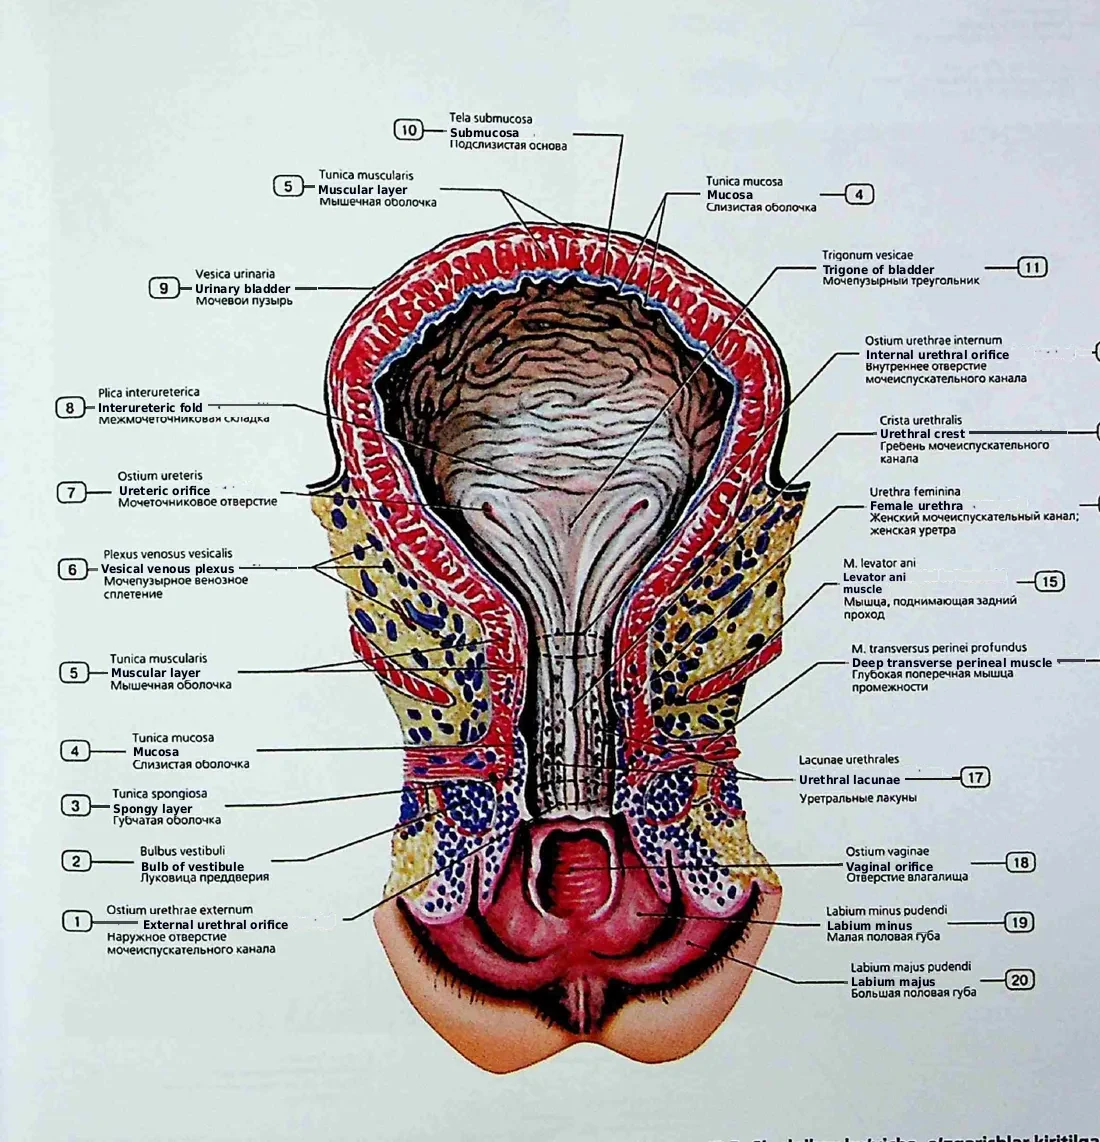 10
Tela submucosa
Submucosa
Подслизистая основа
5
Tunica muscularis
Muscular layer
Мышечная оболочка
Tunica mucosa
Mucosa
Слизистая оболочка
4
9
Vesica urinaria
Urinary bladder
Мочевой пузырь
Trigonum vesicae
Trigone of bladder
Мочепузырный треугольник
11
Ostium urethrae internum
Internal urethral orifice
Внутреннее отверстие
мочеиспускательного канала
8
Plica interureterica
Interureteric fold
Межмочеточниковая складка
Crista urethralis
Urethral crest
Гребень мочеиспускательного
канала
7
Ostium ureteris
Ureteric orifice
Мочеточниковое отверстие
Urethra feminina
Female urethra
Женский мочеиспускательный канал;
женская уретра
6
Plexus venosus vesicalis
Vesical venous plexus
Мочепузырное венозное
сплетение
M. levator ani
Levator ani
muscle
Мышца, поднимающая задний
проход
15
5
Tunica muscularis
Muscular layer
Мышечная оболочка
M. transversus perinei profundus
Deep transverse perineal muscle
Глубокая поперечная мышца
промежности
4
Tunica mucosa
Mucosa
Слизистая оболочка
Lacunae urethrales
Urethral lacunae
Уретральные лакуны
17
3
Tunica spongiosa
Spongy layer
Губчатая оболочка
2
Bulbus vestibuli
Bulb of vestibule
Луковица преддверия
Ostium vaginae
Vaginal orifice
Отверстие влагалища
18
1
Ostium urethrae externum
External urethral orifice
Наружное отверстие
мочеиспускательного канала
Labium minus pudendi
Labium minus
Малая половая губа
19
Labium majus pudendi
Labium majus
Большая половая губа
20